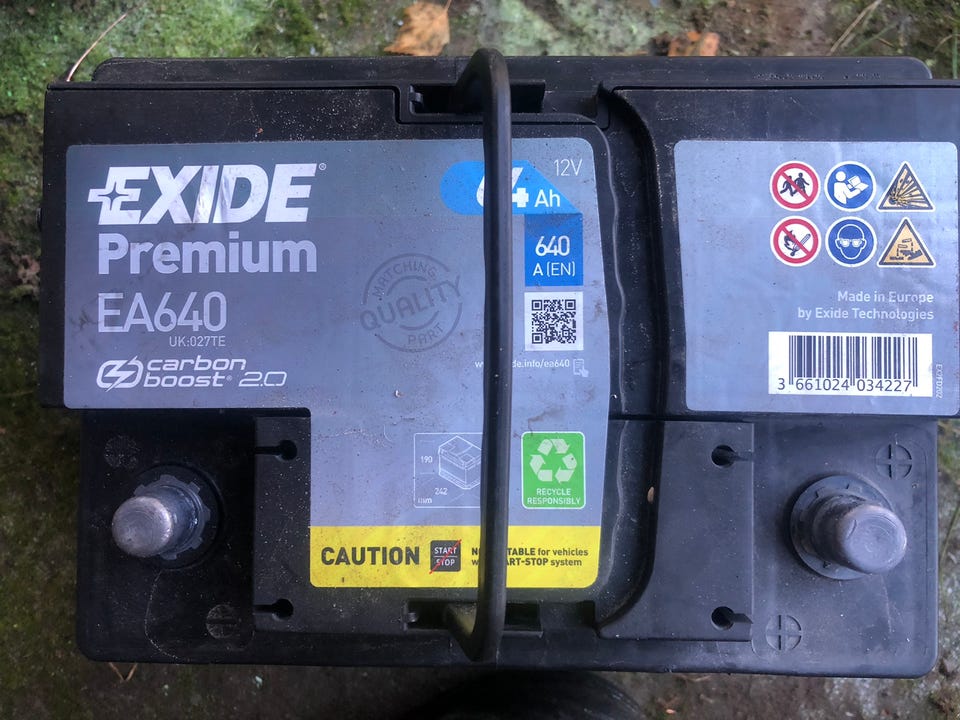 EXIDE®
Premium
EA640
UK:027TE
carbon
boost® 2.0
MATCHING
QUALITY
PART
12V
Ah
640
A (EN)
de.info/ea640
190
242
mm
RECYCLE
RESPONSIBLY
CAUTION
START
STOP
TABLE for vehicles
ART-STOP system
Made in Europe
by Exide Technologies
3 661024 034227